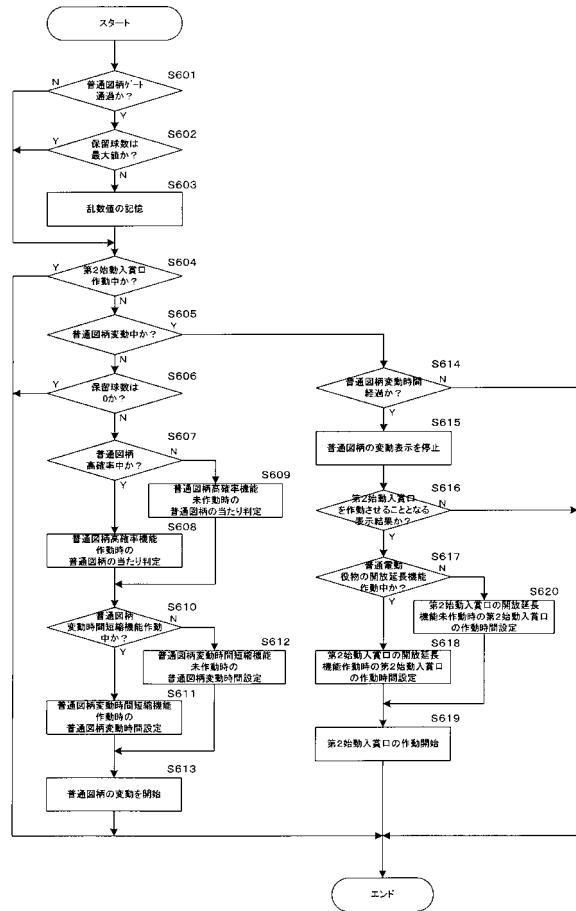 スタート
S601
普通図柄ゲート
通過か?
N
Y
S602
保留球数は
最大値か?
Y
N
S603
乱数値の記憶
S604
第2始動入賞口
作動中か?
Y
N
S605
普通図柄変動中か?
Y
N
S606
保留球数は
0か?
Y
N
S607
普通図柄
高確率中か?
N
Y
S609
普通図柄高確率機能
未作動時の
普通図柄の当たり判定
S608
普通図柄高確率機能
作動時の
普通図柄の当たり判定
S610
普通図柄
変動時間短縮機能作動
中か?
N
Y
S612
普通図柄変動時間短縮機能
未作動時の
普通図柄変動時間設定
S611
普通図柄変動時間短縮機能
作動時の
普通図柄変動時間設定
S613
普通図柄の変動を開始
S614
普通図柄変動時間
経過か?
N
Y
S615
普通図柄の変動表示を停止
S616
第2始動入賞口
を作動させることとなる
表示結果か?
N
Y
S617
普通電動
役物の開放延長機能
作動中か?
N
Y
S620
第2始動入賞口の開放延長
機能未作動時の第2始動入賞口
の作動時間設定
S618
第2始動入賞口の開放延長
機能作動時の第2始動入賞口
の作動時間設定
S619
第2始動入賞口の作動開始
エンド